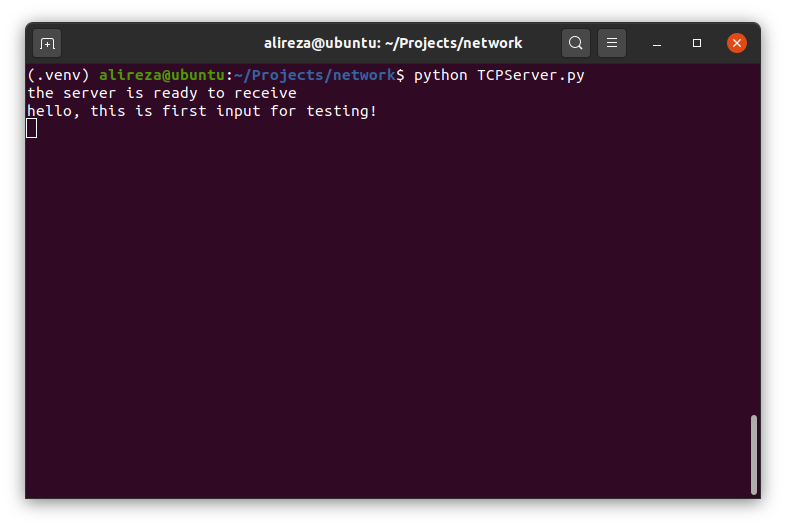 alireza@ubuntu: ~/Projects/network
(.venv) alireza@ubuntu:~/Projects/network$ python TCPServer.py
the server is ready to receive
hello, this is first input for testing!